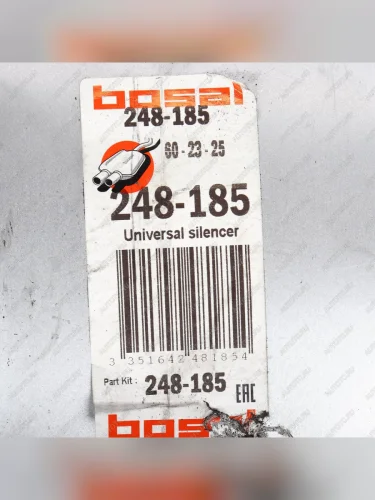 bosal
248-185
60-23-25
248-185
Universal silencer
3 351642 481854
Part Kit : 248-185 EAC
bosal